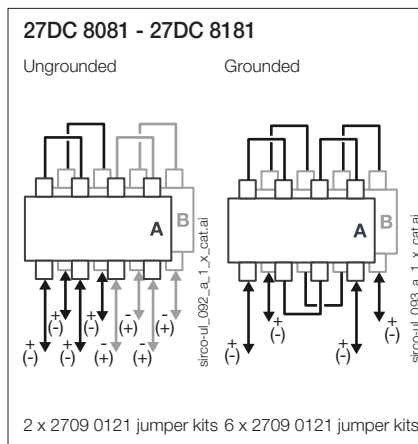 27DC 8081 - 27DC 8181
Ungrounded
Grounded
A
B
A
B
+
(-)
+
(-)
+
(-)
+
(-)
-
(+)
-
(+)
-
(+)
-
(+)
+
(-)
+
(-)
+
(-)
+
(-)
sirco-ul_092_a_1_x_cat.ai
sirco-ul_093_a_1_x_cat.ai
2 x 2709 0121 jumper kits
6 x 2709 0121 jumper kits